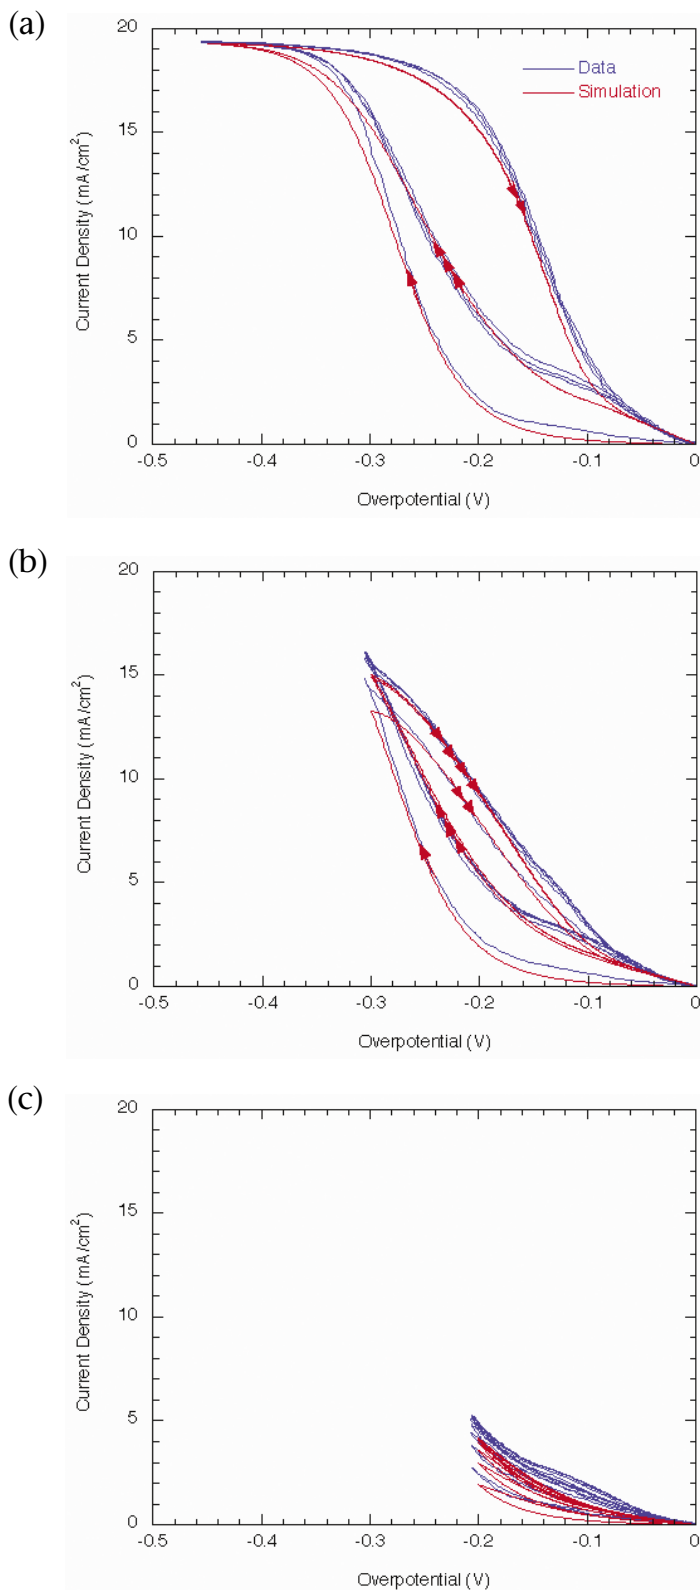 (a)
20
15
10
5
0
Current Density (mA/cm²)
Data
Simulation
-0.5 -0.4 -0.3 -0.2 -0.1 0
Overpotential (V)
(b)
20
15
10
5
0
Current Density (mA/cm²)
-0.5 -0.4 -0.3 -0.2 -0.1 0
Overpotential (V)
(c)
20
15
10
5
0
Current Density (mA/cm²)
-0.5 -0.4 -0.3 -0.2 -0.1 0
Overpotential (V)